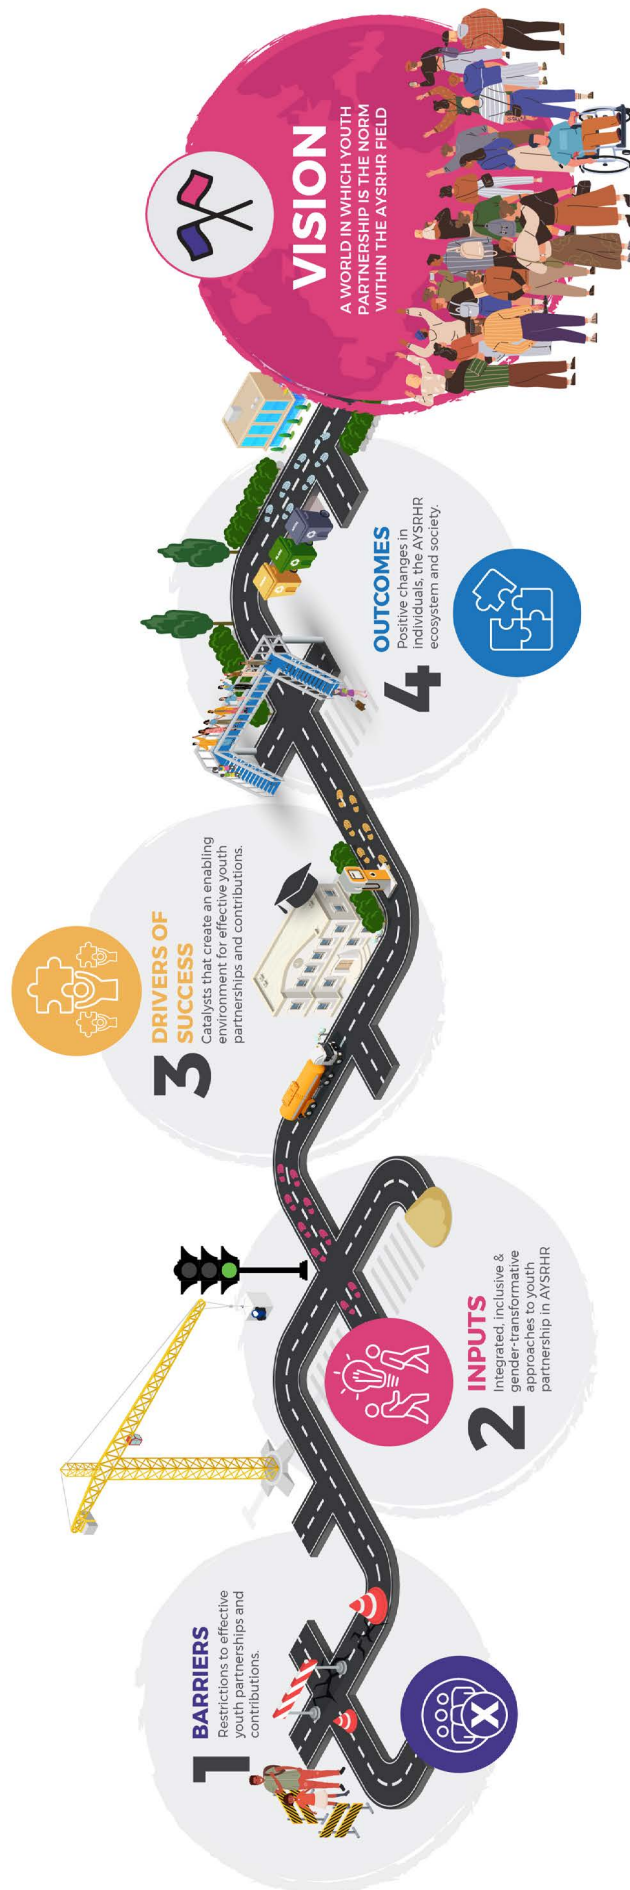 1
BARRIERS
Restrictions to effective
youth partnerships and
contributions.
X
2
INPUTS
Integrated, inclusive &
gender-transformative
approaches to youth
partnership in AYSRHR
3
DRIVERS OF
SUCCESS
Catalysts that create an enabling
environment for effective youth
partnerships and contributions.
4
OUTCOMES
Positive changes in
individuals, the AYSRHR
ecosystem and society.
VISION
A WORLD IN WHICH YOUTH
PARTNERSHIP IS THE NORM
WITHIN THE AYSRHR FIELD